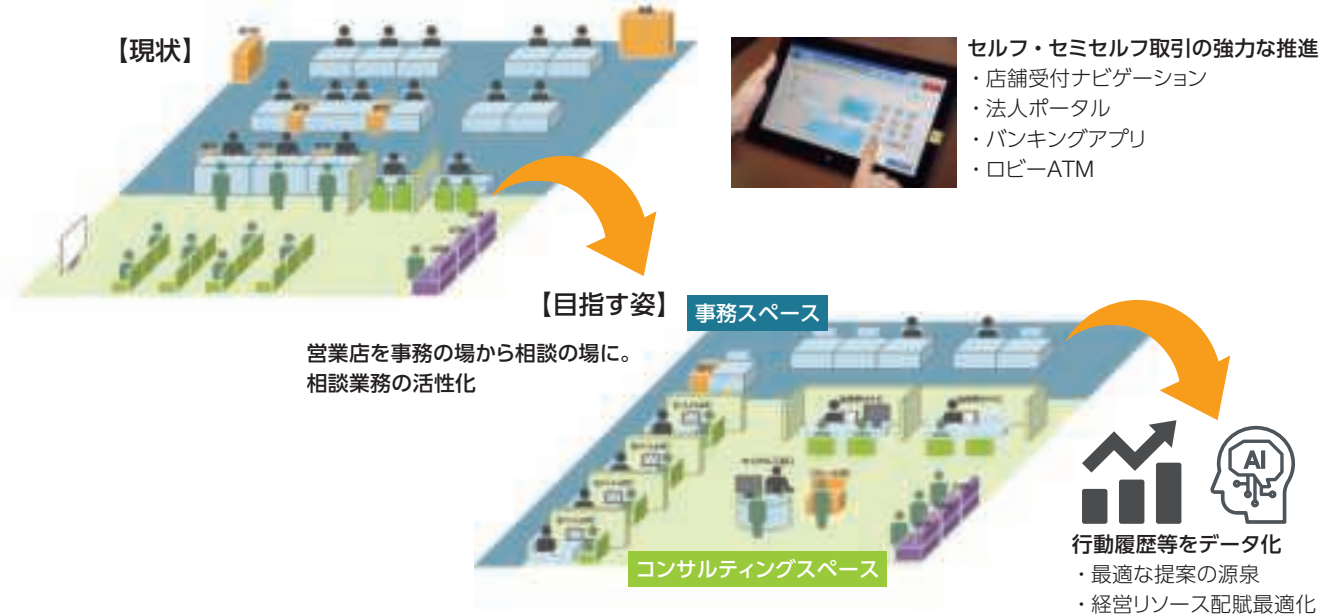 【現状】
セルフ・セミセルフ取引の強力な推進
・店舗受付ナビゲーション
・法人ポータル
・バンキングアプリ
・ロビーATM
【目指す姿】
事務スペース
営業店を事務の場から相談の場に。
相談業務の活性化
コンサルティングスペース
AI
行動履歴等をデータ化
・最適な提案の源泉
・経営リソース配賦最適化